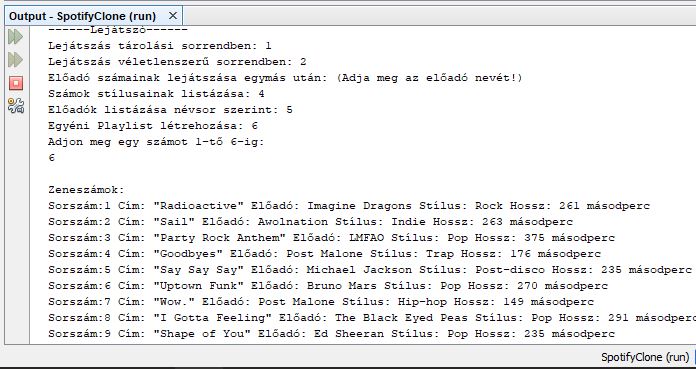 Output - SpotifyClone (run)
------Lejátszó------
Lejátszás tárolási sorrendben: 1
Lejátszás véletlenszerű sorrendben: 2
Előadó számainak lejátszása egymás után: (Adja meg az előadó nevét!)
Számok stílusainak listázása: 4
Előadók listázása névsor szerint: 5
Egyéni Playlist létrehozása: 6
Adjon meg egy számot 1-tő 6-ig:
6
Zeneszámok:
Sorszám:1 Cím: "Radioactive" Előadó: Imagine Dragons Stílus: Rock Hossz: 261 másodperc
Sorszám:2 Cím: "Sail" Előadó: Awolnation Stílus: Indie Hossz: 263 másodperc
Sorszám:3 Cím: "Party Rock Anthem" Előadó: LMFAO Stílus: Pop Hossz: 375 másodperc
Sorszám:4 Cím: "Goodbyes" Előadó: Post Malone Stílus: Trap Hossz: 176 másodperc
Sorszám:5 Cím: "Say Say Say" Előadó: Michael Jackson Stílus: Post-disco Hossz: 235 másodperc
Sorszám:6 Cím: "Uptown Funk" Előadó: Bruno Mars Stílus: Pop Hossz: 270 másodperc
Sorszám:7 Cím: "Wow." Előadó: Post Malone Stílus: Hip-hop Hossz: 149 másodperc
Sorszám:8 Cím: "I Gotta Feeling" Előadó: The Black Eyed Peas Stílus: Pop Hossz: 291 másodperc
Sorszám:9 Cím: "Shape of You" Előadó: Ed Sheeran Stílus: Pop Hossz: 235 másodperc
SpotifyClone (run)